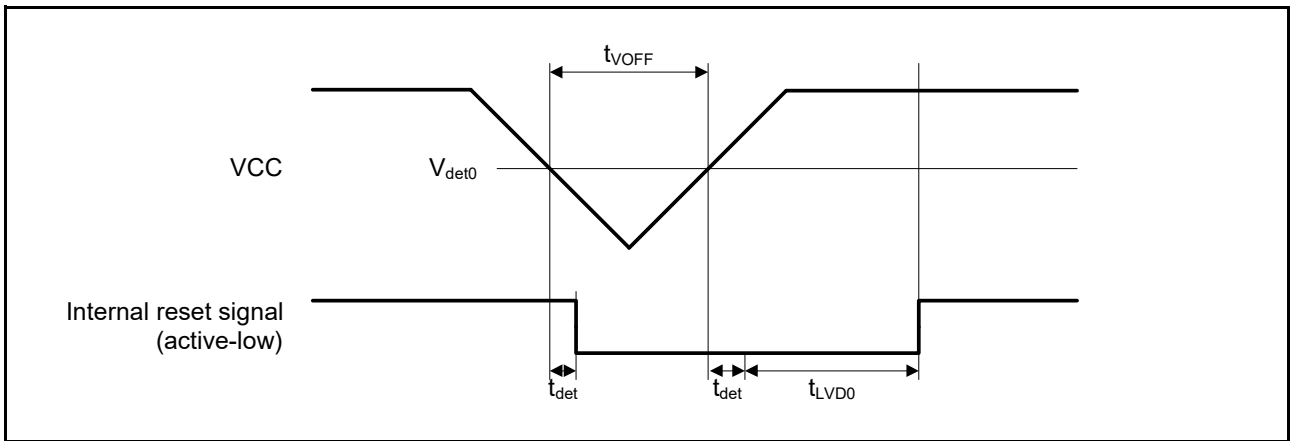 tVOFF
VCC
Vdet0
Internal reset signal
(active-low)
tdet
tdet
tLVD0